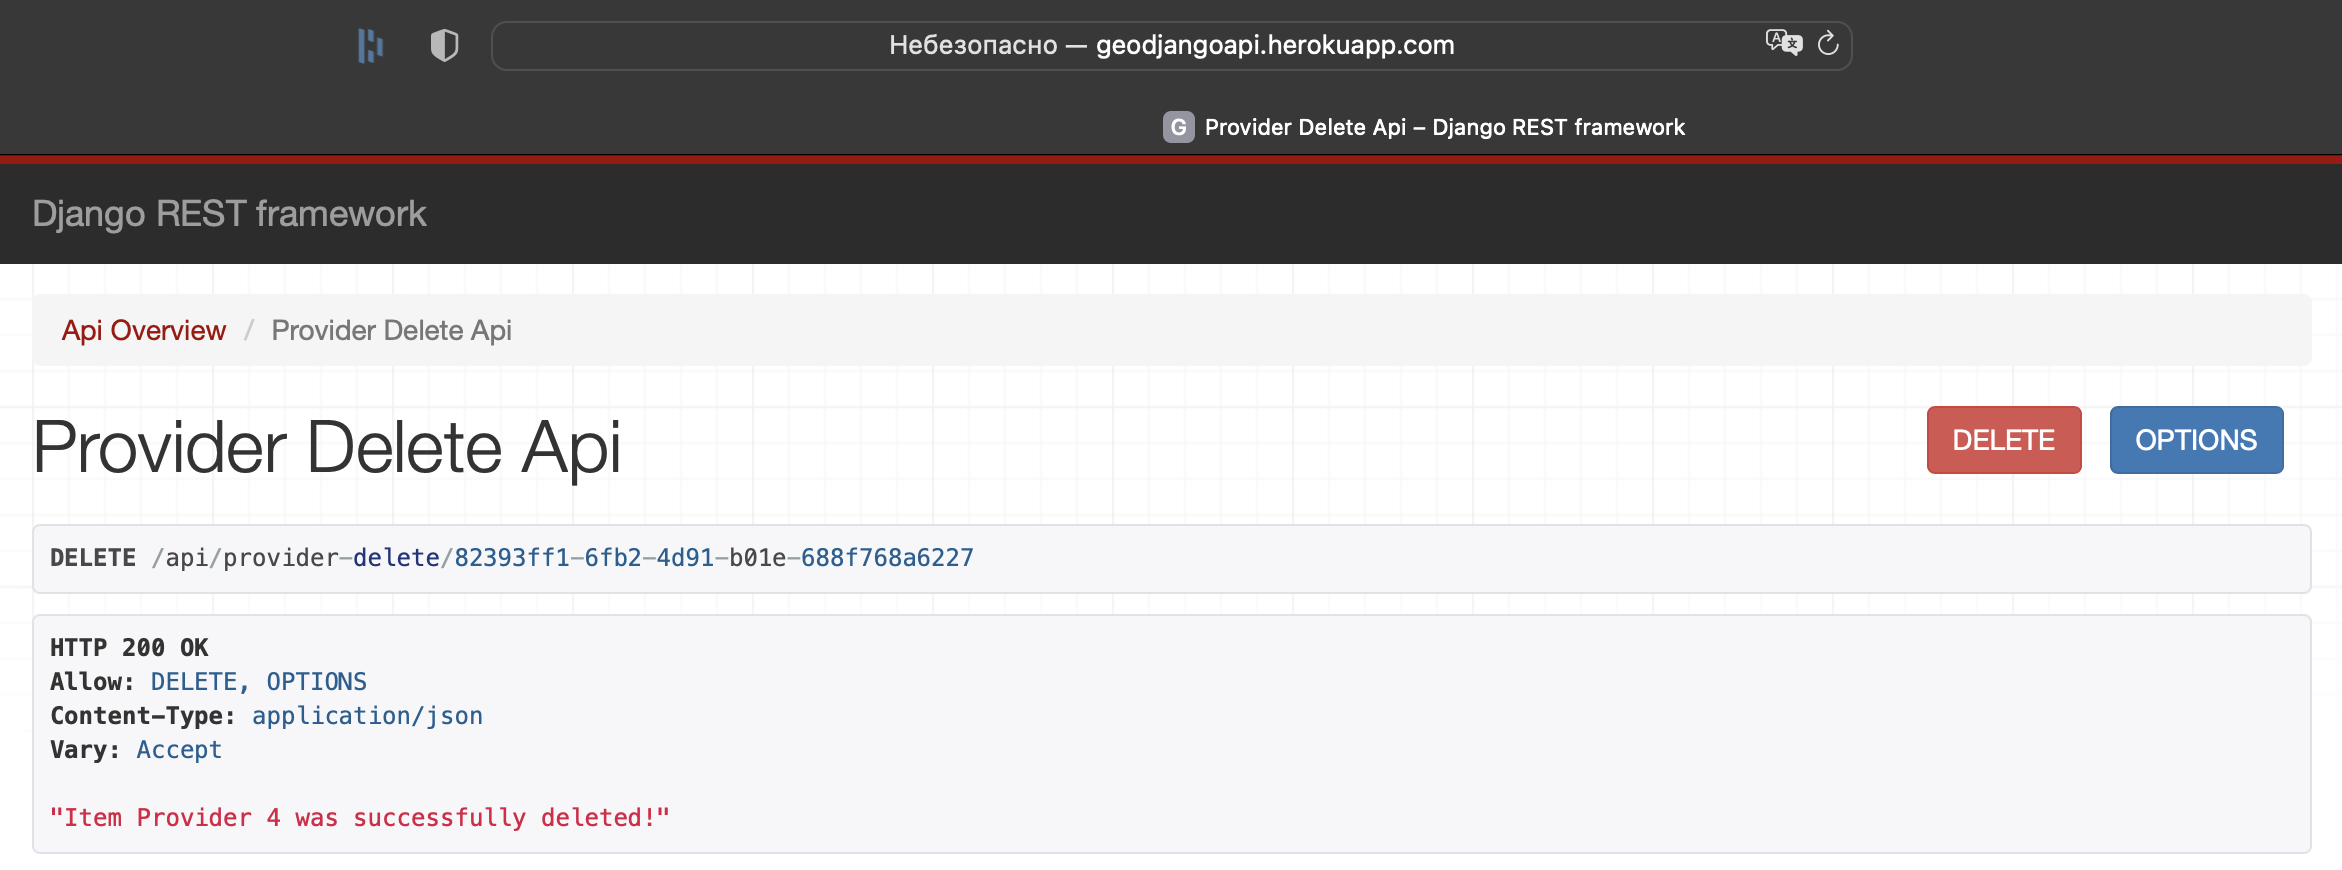 Небезопасно — geodjangoapi.herokuapp.com
G Provider Delete Api – Django REST framework
Django REST framework
Api Overview / Provider Delete Api
Provider Delete Api
DELETE OPTIONS
DELETE /api/provider-delete/82393ff1-6fb2-4d91-b01e-688f768a6227
HTTP 200 OK
Allow: DELETE, OPTIONS
Content-Type: application/json
Vary: Accept
"Item Provider 4 was successfully deleted!"